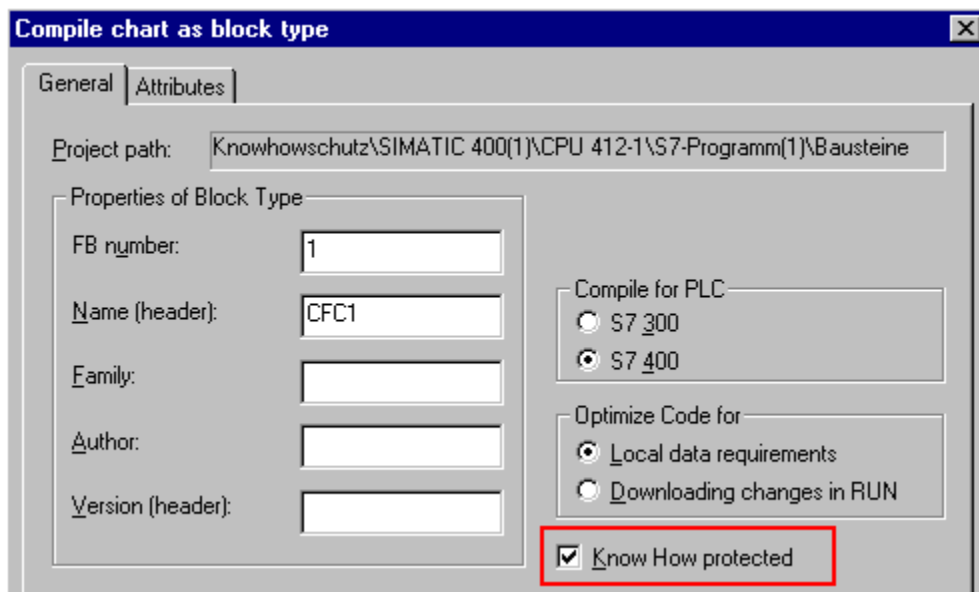 Compile chart as block type
General
Attributes
Project path: Knowhowschutz\SIMATIC 400(1)\CPU 412-1\S7-Programm(1)\Bausteine
Properties of Block Type
FB number: 1
Name (header): CFC1
Family:
Author:
Version (header):
Compile for PLC
S7 300
S7 400
Optimize Code for
Local data requirements
Downloading changes in RUN
Know How protected